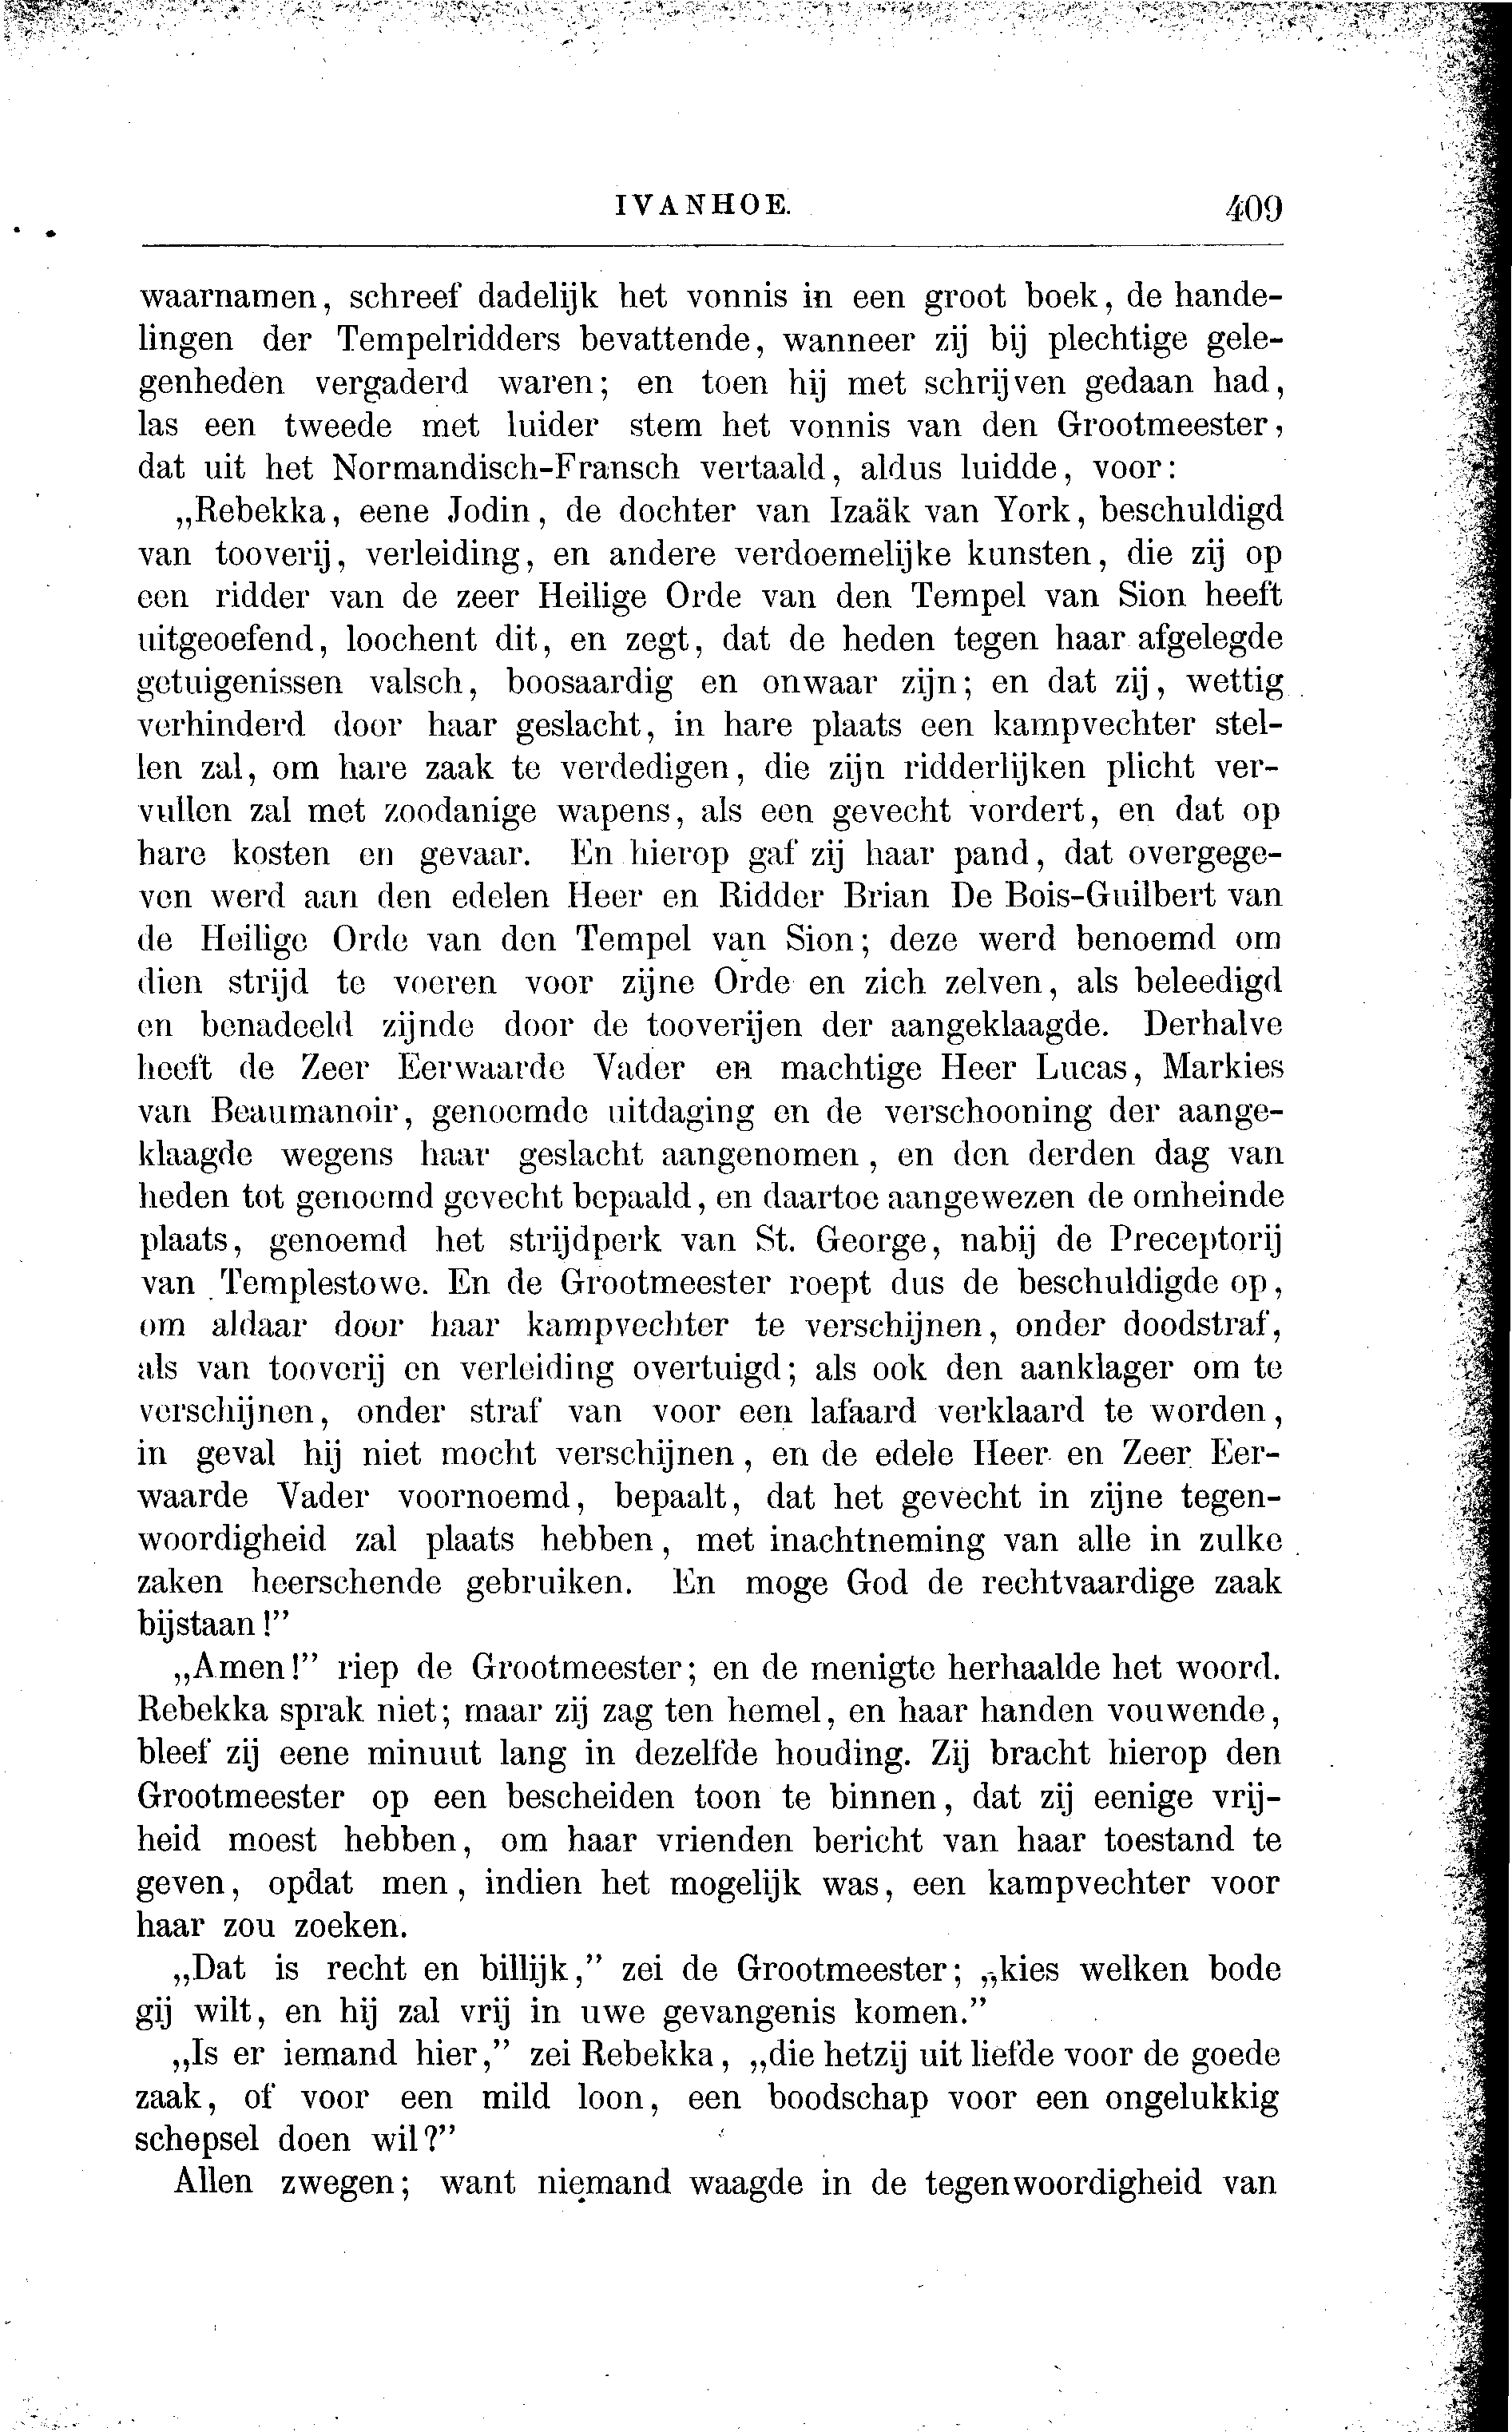 IVANHOE. 409
waarnamen, schreef dadelijk het vonnis in een groot boek, de hande-
lingen der Tempelridders bevattende, wanneer zij bij plechtige gele-
genheden vergaderd waren; en toen hij met schrijven gedaan had,
las een tweede met luider stem het vonnis van den Grootmeester,
dat uit het Normandisch-Fransch vertaald, aldus luidde, voor:
„Rebekka, eene Jodin, de dochter van Izaäk van York, beschuldigd
van tooverij, verleiding, en andere verdoemelijke kunsten, die zij op
een ridder van de zeer Heilige Orde van den Tempel van Sion heeft
uitgeoefend, loochent dit, en zegt, dat de heden tegen haar afgelegde
getuigenissen valsch, boosaardig en onwaar zijn; en dat zij, wettig
verhinderd door haar geslacht, in hare plaats een kampvechter stel-
len zal, om hare zaak te verdedigen, die zijn ridderlijken plicht ver-
vullen zal met zoodanige wapens, als een gevecht vordert, en dat op
hare kosten en gevaar. En hierop gaf zij haar pand, dat overgege-
ven werd aan den edelen Heer en Ridder Brian De Bois-Guilbert van
de Heilige Orde van den Tempel van Sion; deze werd benoemd om
dien strijd te voeren voor zijne Orde en zich zelven, als beleedigd
en benadeeld zijnde door de tooverijen der aangeklaagde. Derhalve
heeft de Zeer Eerwaarde Vader en machtige Heer Lucas, Markies
van Beaumanoir, genoemde uitdaging en de verschooning der aange-
klaagde wegens haar geslacht aangenomen, en den derden dag van
heden tot genoemd gevecht bepaald, en daartoe aangewezen de omheinde
plaats, genoemd het strijdperk van St. George, nabij de Preceptorij
van Templestowe. En de Grootmeester roept dus de beschuldigde op,
om aldaar door haar kampvechter te verschijnen, onder doodstraf,
als van tooverij en verleiding overtuigd; als ook den aanklager om te
verschijnen, onder straf van voor een lafaard verklaard te worden,
in geval hij niet mocht verschijnen, en de edele Heer en Zeer Eer-
waarde Vader voornoemd, bepaalt, dat het gevecht in zijne tegen-
woordigheid zal plaats hebben, met inachtneming van alle in zulke
zaken heerschende gebruiken. En moge God de rechtvaardige zaak
bijstaan!”
„Amen!” riep de Grootmeester; en de menigte herhaalde het woord.
Rebekka sprak niet; maar zij zag ten hemel, en haar handen vouwende,
bleef zij eene minuut lang in dezelfde houding. Zij bracht hierop den
Grootmeester op een bescheiden toon te binnen, dat zij eenige vrij-
heid moest hebben, om haar vrienden bericht van haar toestand te
geven, opdat men, indien het mogelijk was, een kampvechter voor
haar zou zoeken.
„Dat is recht en billijk,” zei de Grootmeester; „kies welken bode
gij wilt, en hij zal vrij in uwe gevangenis komen.”
„Is er iemand hier,” zei Rebekka, „die hetzij uit liefde voor de goede
zaak, of voor een mild loon, een boodschap voor een ongelukkig
schepsel doen wil?”
Allen zwegen; want niemand waagde in de tegenwoordigheid van